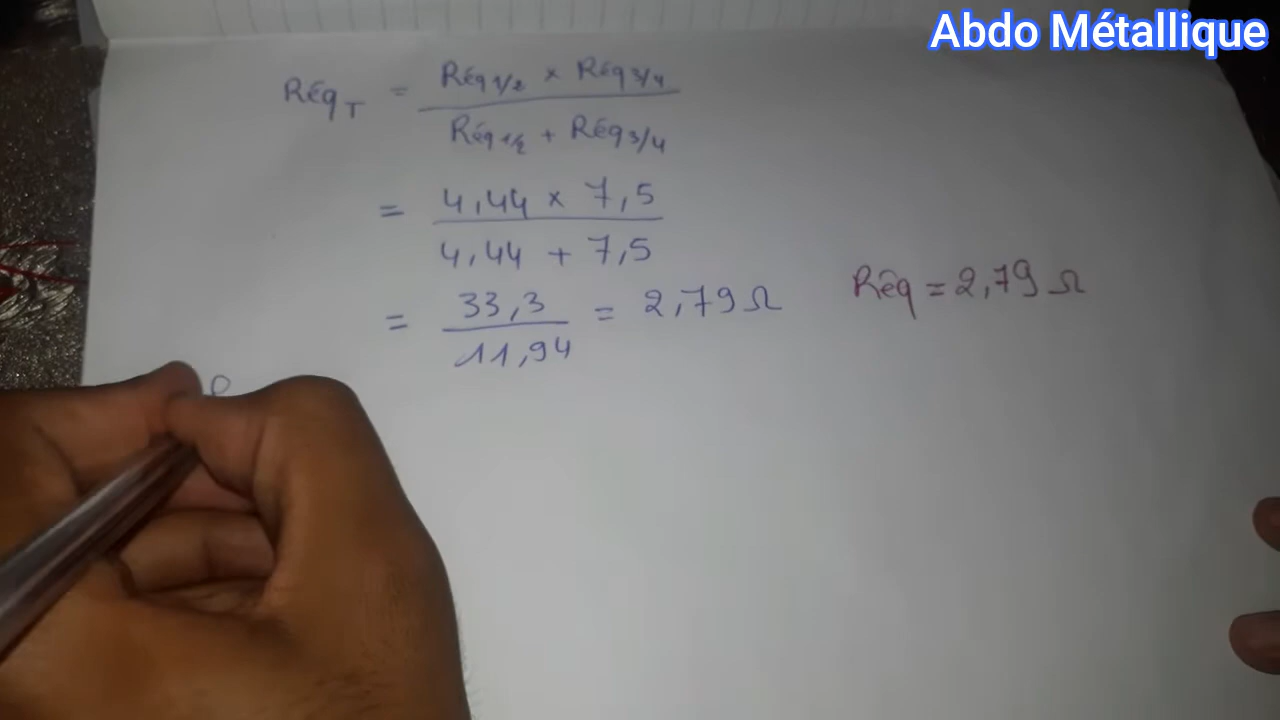 Abdo Métallique
RéqT = Réq 1/2 x Réq 3/4
Réq 1/2 + Réq 3/4
= 4,44 x 7,5
4,44 + 7,5
= 33,3 = 2,79 Ω
11,94
Réq = 2,79 Ω